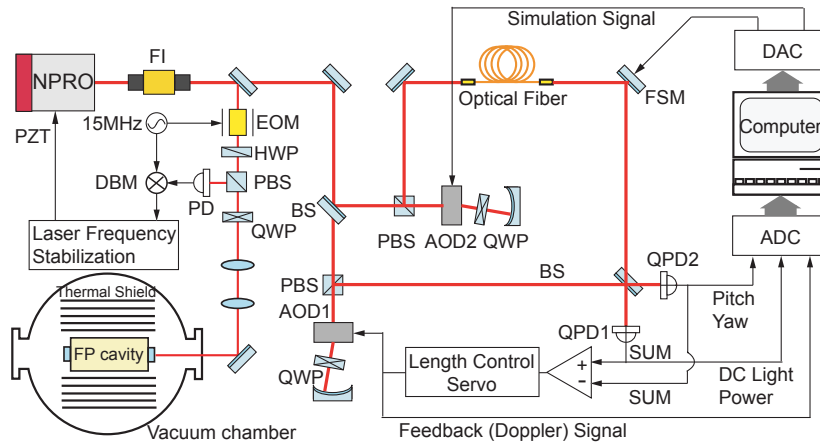 Simulation Signal
DAC
FI
NPRO
Optical Fiber
FSM
Computer
PZT
15MHz
EOM
HWP
DBM
PBS
PD
BS
QWP
PBS
AOD2
QWP
ADC
Laser Frequency
Stabilization
QPD2
BS
PBS
Pitch
Yaw
Thermal Shield
AOD1
QPD1
FP cavity
QWP
Length Control
Servo
+
-
SUM
SUM
DC Light
Power
Vacuum chamber
Feedback (Doppler) Signal